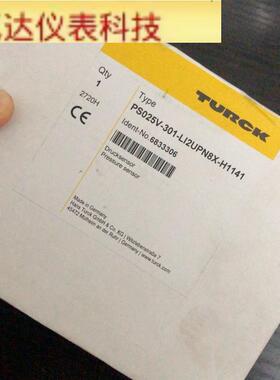 达仪表科技
TURCK
Type
PS025V-301-LI2UPN8X-H1141
Ident-No. 6833306
Drucksensor
Pressure sensor
Qty
1
2720H
CE
Made in Germany
Hans Turck GmbH & Co. KG | Witzlebenstraße 7
45472 Mülheim an der Ruhr | Germany
www.turck.com